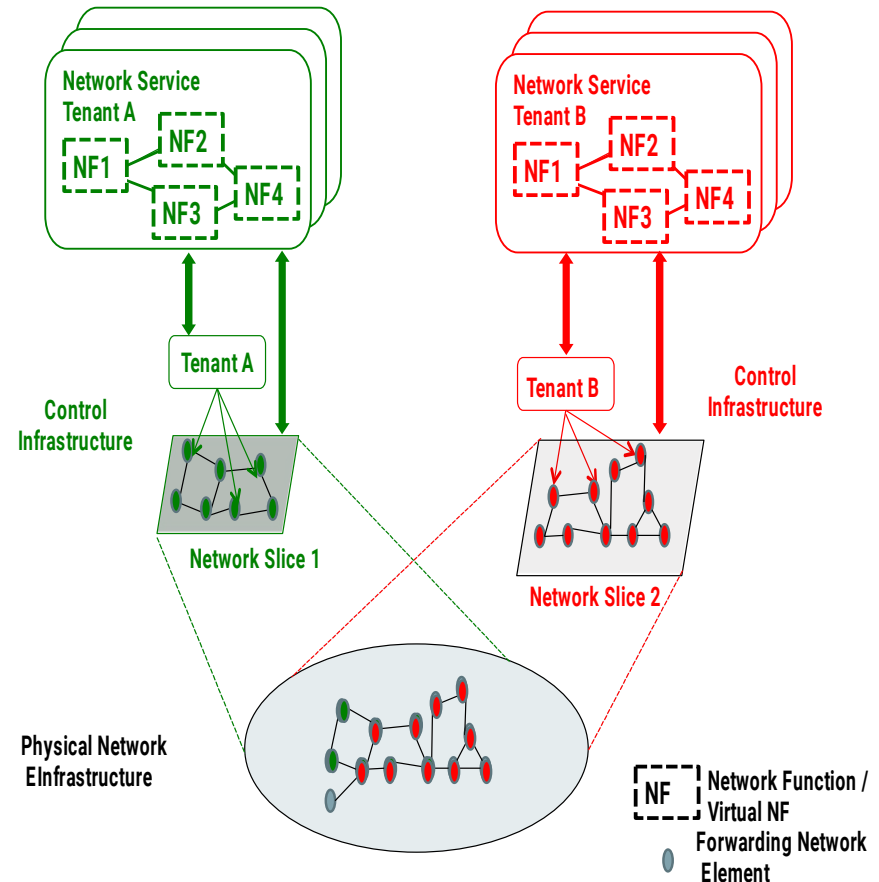 Network Service
Tenant A
NF1
NF2
NF3
NF4
Network Service
Tenant B
NF1
NF2
NF3
NF4
Tenant A
Tenant B
Control
Infrastructure
Control
Infrastructure
Network Slice 1
Network Slice 2
Physical Network
EInfrastructure
NF
Network Function /
Virtual NF
Forwarding Network
Element